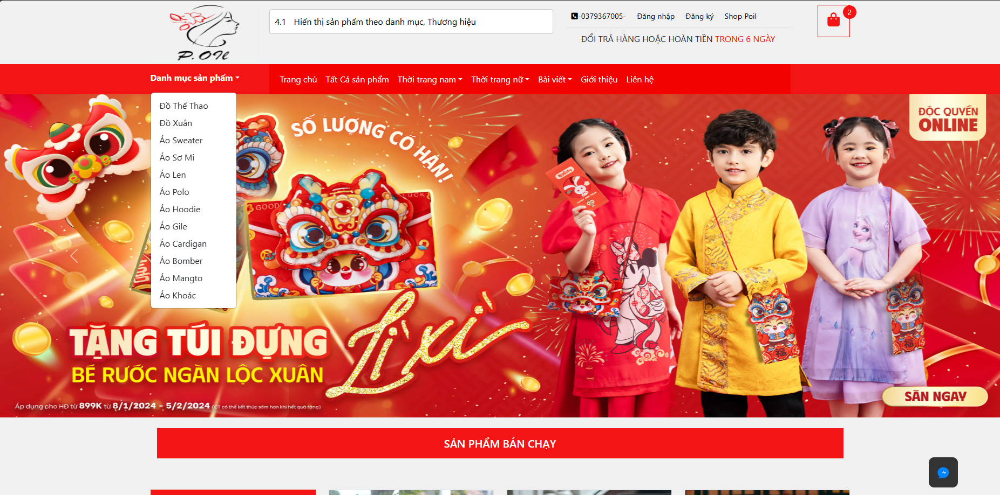 P. OIl
4.1 Hiển thị sản phẩm theo danh mục, Thương hiệu
-0379367005- Đăng nhập Đăng ký Shop Poil
ĐỔI TRẢ HÀNG HOẶC HOÀN TIỀN TRONG 6 NGÀY
2
Danh mục sản phẩm
Trang chủ Tất Cả sản phẩm Thời trang nam Thời trang nữ Bài viết Giới thiệu Liên hệ
Đồ Thể Thao
Đồ Xuân
Áo Sweater
Áo Sơ Mi
Áo Len
Áo Polo
Áo Hoodie
Áo Gile
Áo Cardigan
Áo Bomber
Áo Mangto
Áo Khoác
SỐ LƯỢNG CÓ HẠN!
ĐỘC QUYỀN
ONLINE
GOOD
LUCK
TẶNG TÚI ĐỰNG
Lì xì
BÉ RƯỚC NGÀN LỘC XUÂN
Áp dụng cho HĐ từ 899K từ 8/1/2024 - 5/2/2024 (CT có thể kết thúc sớm hơn khi hết quà tặng)
SĂN NGAY
SẢN PHẨM BÁN CHẠY